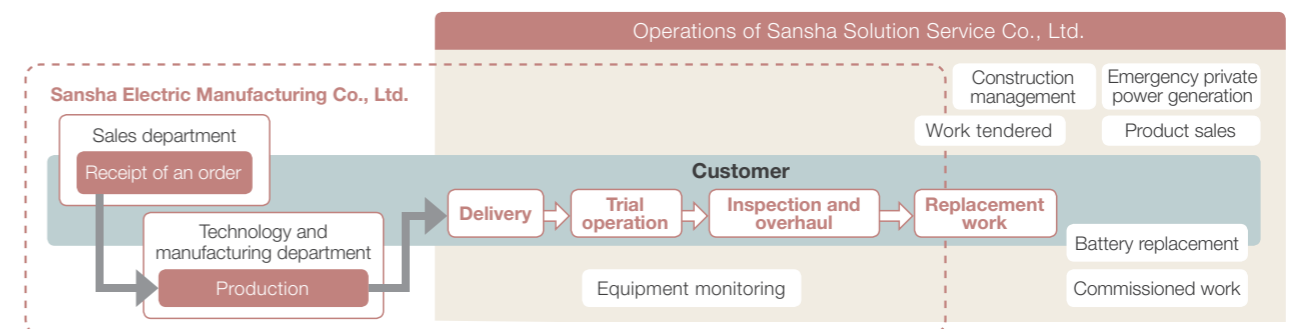 Operations of Sansha Solution Service Co., Ltd.
Sansha Electric Manufacturing Co., Ltd.
Construction
management
Emergency private
power generation
Work tendered
Product sales
Sales department
Receipt of an order
Customer
Delivery
Trial
operation
Inspection and
overhaul
Replacement
work
Technology and
manufacturing department
Production
Equipment monitoring
Battery replacement
Commissioned work